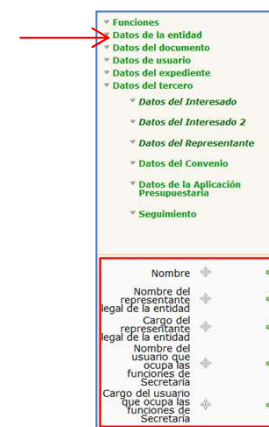 Funciones
Datos de la entidad
Datos del documento
Datos de usuario
Datos del expediente
Datos del tercero
Datos del Interesado
Datos del Interesado 2
Datos del Representante
Datos del Convenio
Datos de la Aplicación
Presupuestaria
Seguimiento
Nombre
Nombre del
representante
legal de la entidad
Cargo del
representante
legal de la entidad
Nombre del
usuario que
ocupa las
funciones de
Secretaría
Cargo del usuario
que ocupa las
funciones de
Secretaría